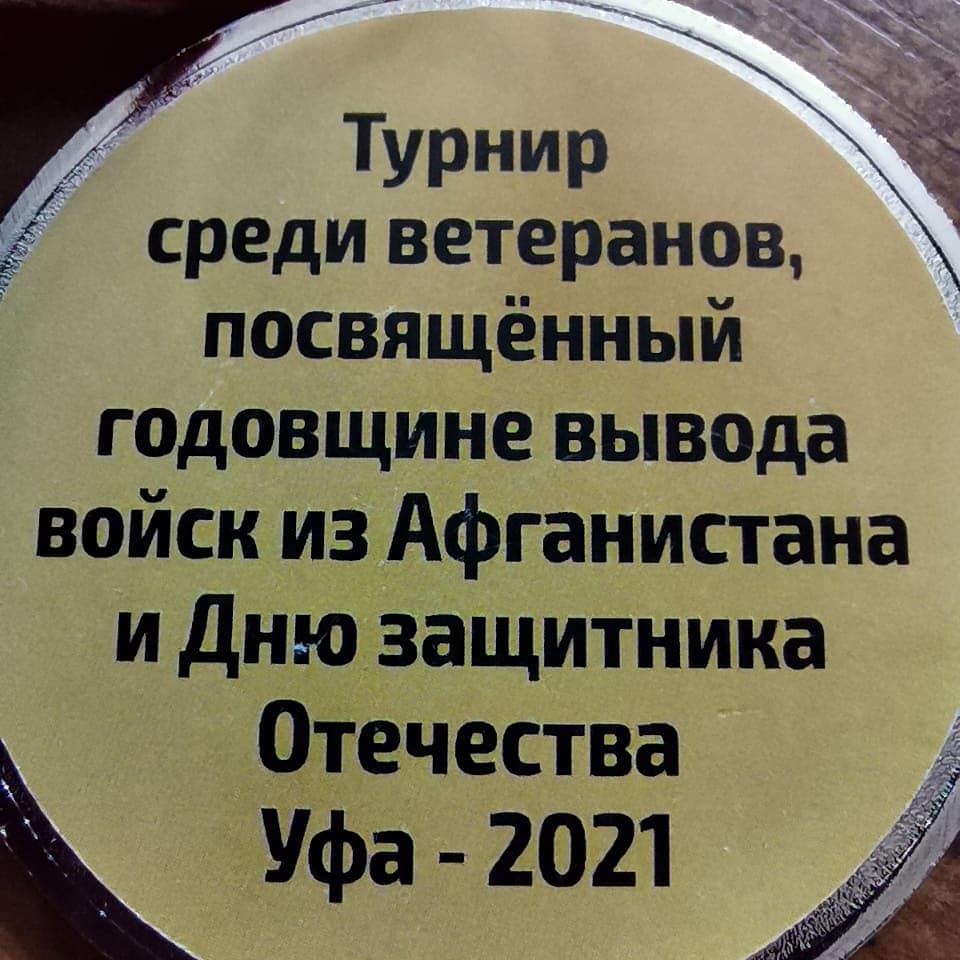 Турнир
среди ветеранов,
посвящённый
годовщине вывода
войск из Афганистана
и Дню защитника
Отечества
Уфа - 2021